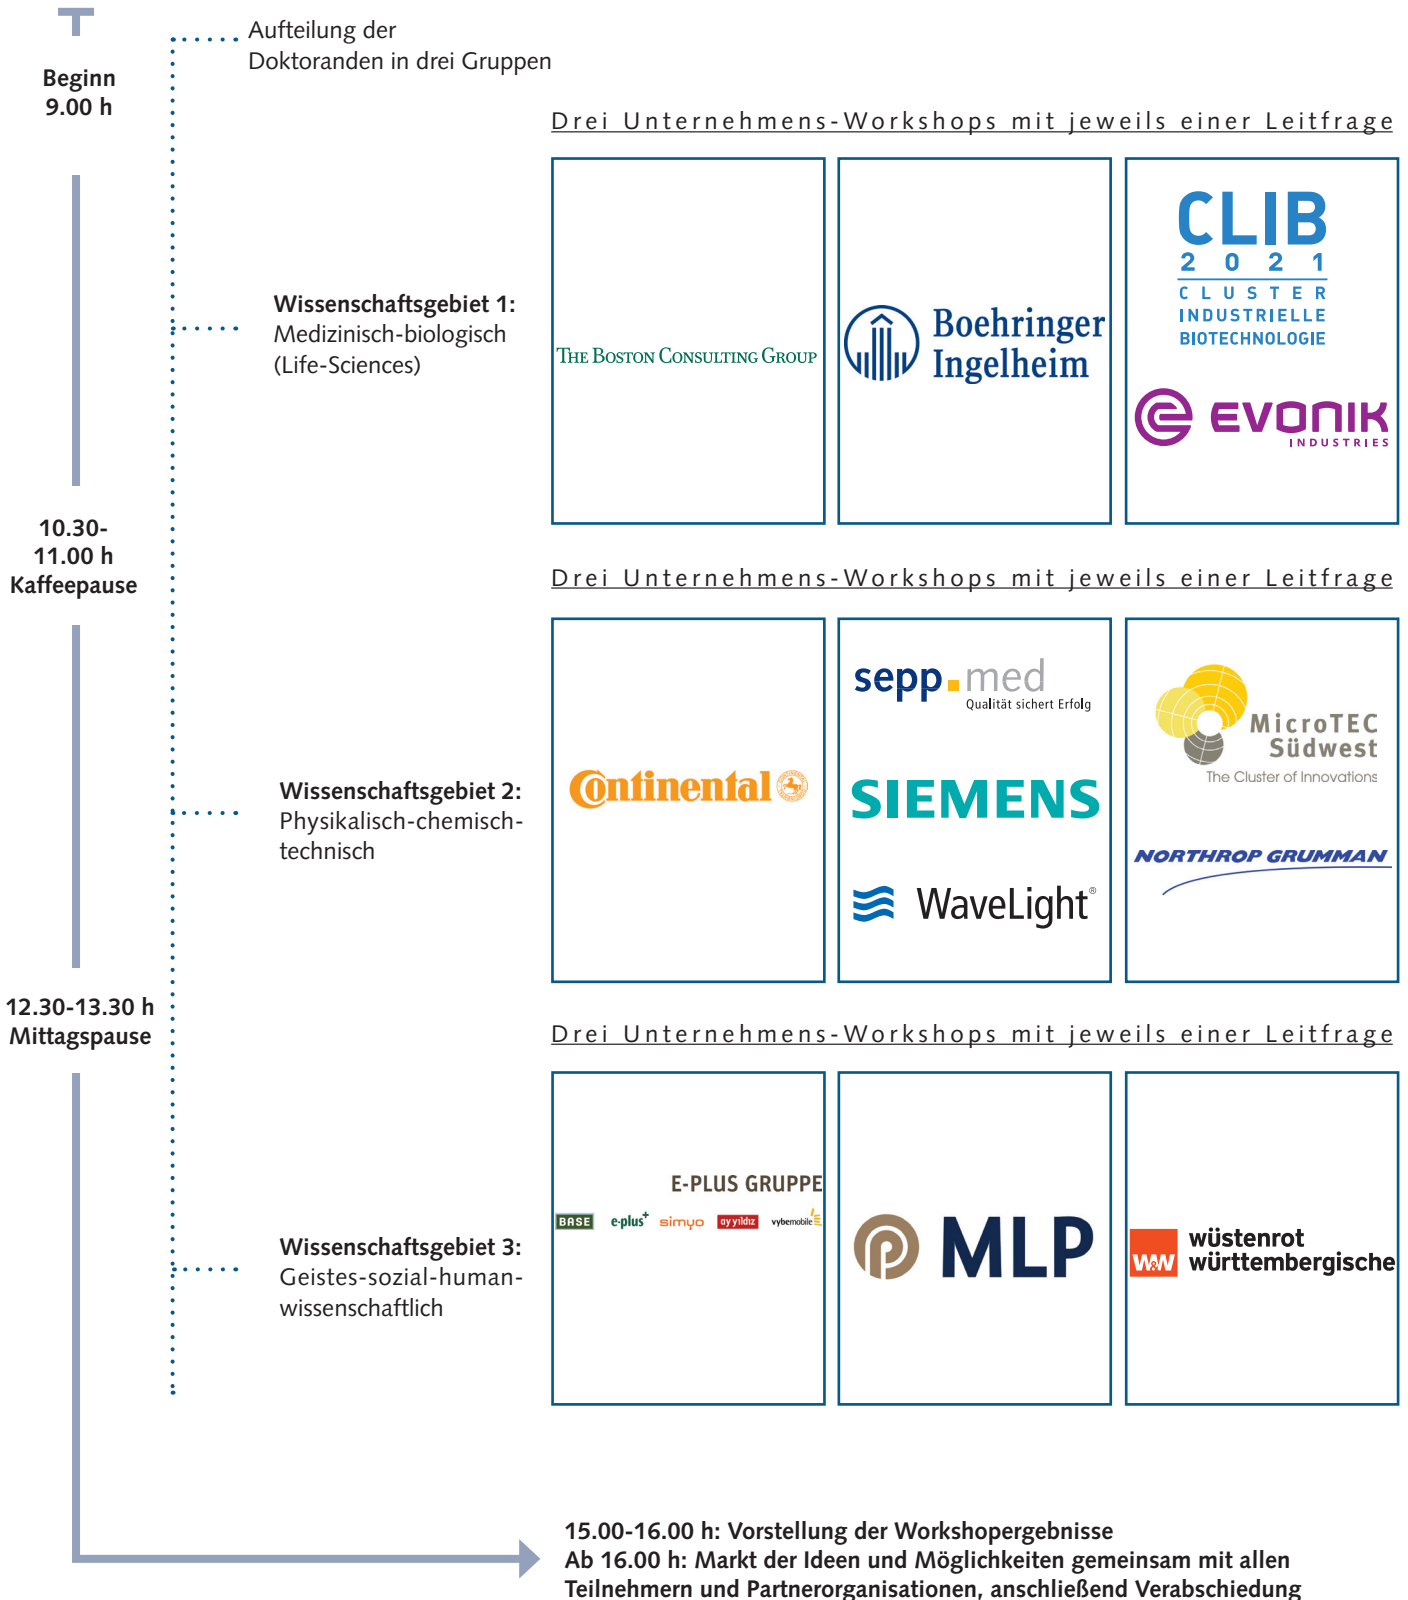 Aufteilung der
Doktoranden in drei Gruppen
Beginn
9.00 h
Drei Unternehmens-Workshops mit jeweils einer Leitfrage
Wissenschaftsgebiet 1:
Medizinisch-biologisch
(Life-Sciences)
THE BOSTON CONSULTING GROUP
Boehringer
Ingelheim
CLIB
2021
CLUSTER
INDUSTRIELLE
BIOTECHNOLOGIE
EVONIK
INDUSTRIES
10.30-
11.00 h
Kaffeepause
Drei Unternehmens-Workshops mit jeweils einer Leitfrage
Wissenschaftsgebiet 2:
Physikalisch-chemisch-
technisch
Continental
sepp.med
Qualität sichert Erfolg
SIEMENS
WaveLight®
MicroTEC
Südwest
The Cluster of Innovations
NORTHROP GRUMMAN
12.30-13.30 h
Mittagspause
Drei Unternehmens-Workshops mit jeweils einer Leitfrage
Wissenschaftsgebiet 3:
Geistes-sozial-human-
wissenschaftlich
E-PLUS GRUPPE
BASE e-plus+ simyo ay yıldız vybemobile
MLP
W&W
wüstenrot
württembergische
15.00-16.00 h: Vorstellung der Workshopergebnisse
Ab 16.00 h: Markt der Ideen und Möglichkeiten gemeinsam mit allen
Teilnehmern und Partnerorganisationen, anschließend Verabschiedung